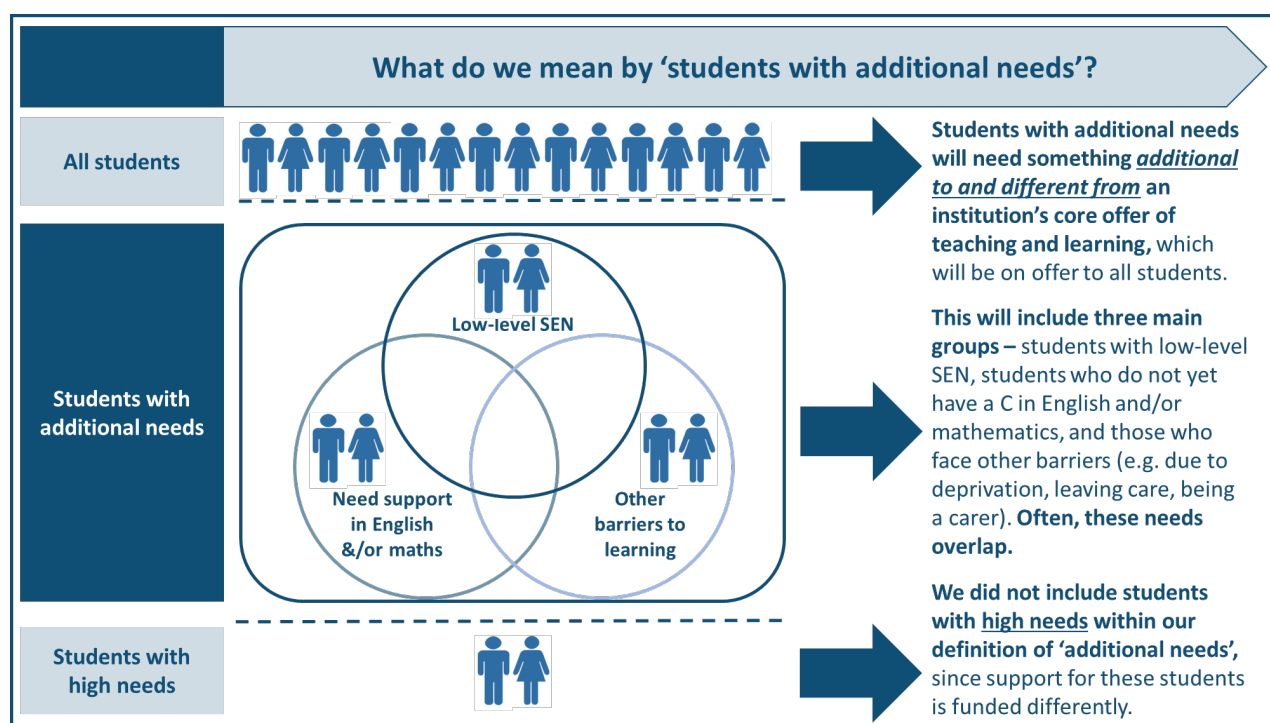 What do we mean by ‘students with additional needs’?
All students
Students with additional needs
will need something additional
to and different from an
institution’s core offer of
teaching and learning, which
will be on offer to all students.
Students with
additional needs
Low-level SEN
Need support
in English
&/or maths
Other
barriers to
learning
This will include three main
groups – students with low-level
SEN, students who do not yet
have a C in English and/or
mathematics, and those who
face other barriers (e.g. due to
deprivation, leaving care, being
a carer). Often, these needs
overlap.
Students with
high needs
We did not include students
with high needs within our
definition of ‘additional needs’,
since support for these students
is funded differently.